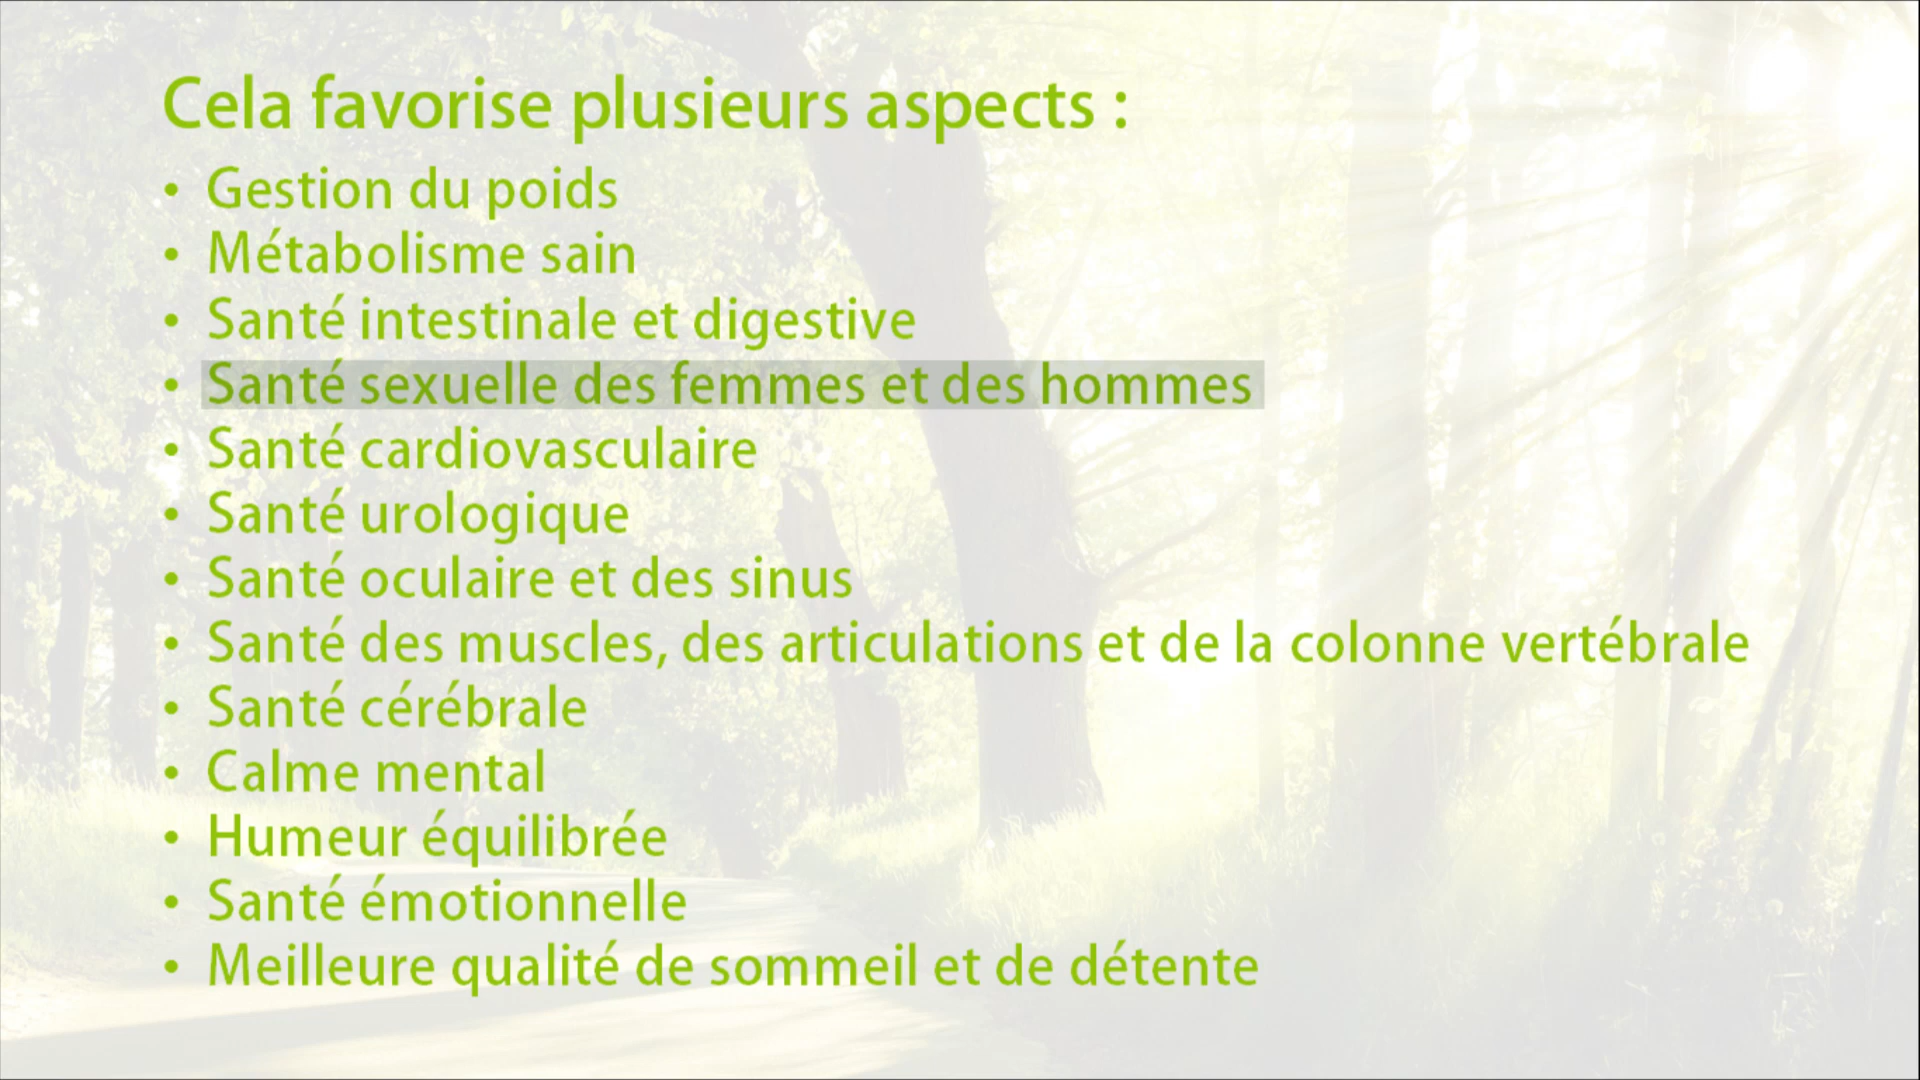 Cela favorise plusieurs aspects :
• Gestion du poids
• Métabolisme sain
• Santé intestinale et digestive
• Santé sexuelle des femmes et des hommes
• Santé cardiovasculaire
• Santé urologique
• Santé oculaire et des sinus
• Santé des muscles, des articulations et de la colonne vertébrale
• Santé cérébrale
• Calme mental
• Humeur équilibrée
• Santé émotionnelle
• Meilleure qualité de sommeil et de détente